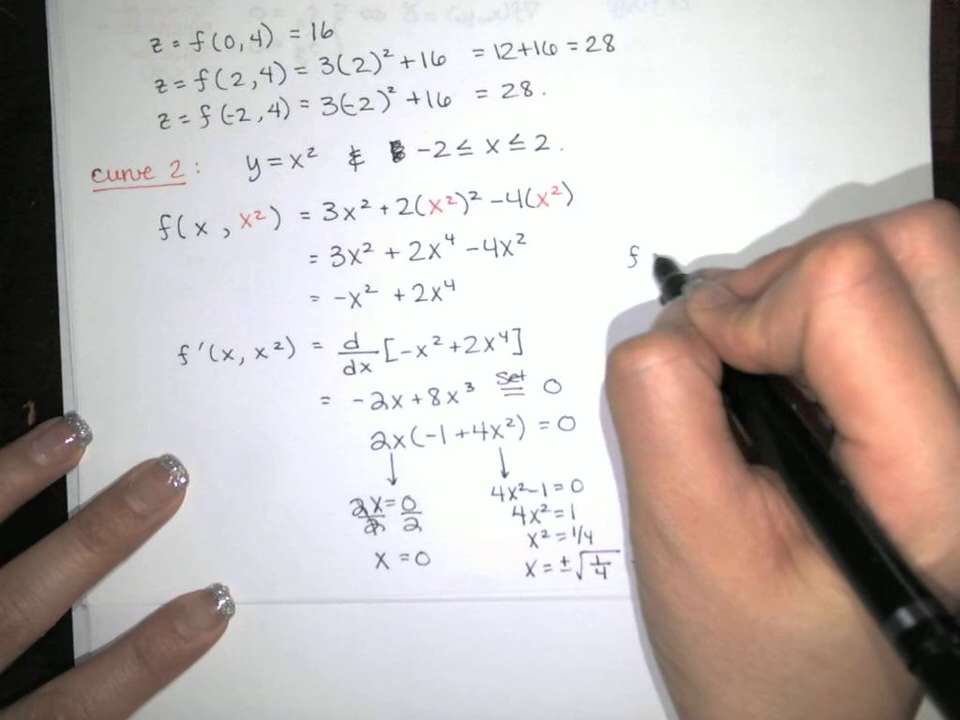 z = f(0,4) = 16
z = f(2,4) = 3(2)² + 16 = 12+16 = 28
z = f(-2,4) = 3(-2)² + 16 = 28.
curve 2: y = x² & -2 ≤ x ≤ 2.
f(x, x²) = 3x² + 2(x²)² - 4(x²)
= 3x² + 2x⁴ - 4x²
f
= -x² + 2x⁴
f'(x, x²) = d/dx [-x² + 2x⁴]
= -2x + 8x³ set = 0
2x(-1 + 4x²) = 0
↓ ↓
2x/2 = 0/2
x = 0
4x² - 1 = 0
4x² = 1
x² = 1/4
x = ±√(1/4)